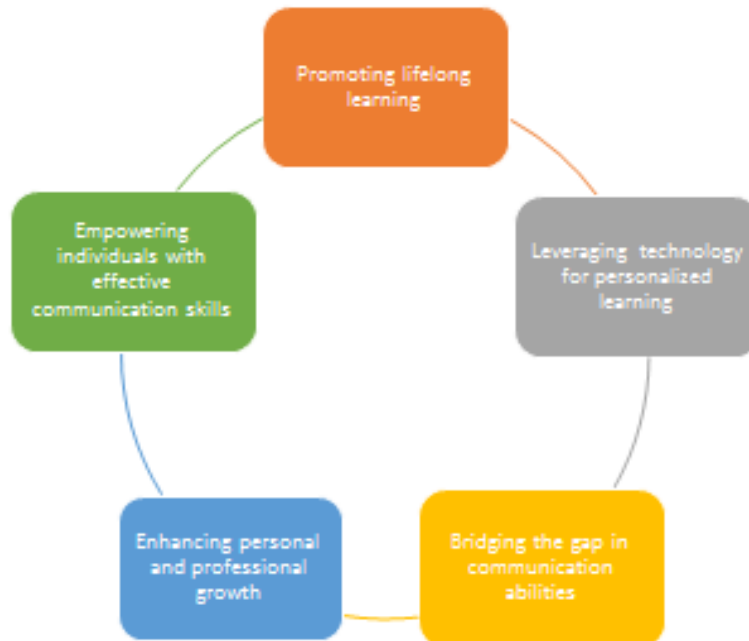 Promoting lifelong
learning
Leveraging technology
for personalized
learning
Bridging the gap in
communication
abilities
Enhancing personal
and professional
growth
Empowering
individuals with
effective
communication skills